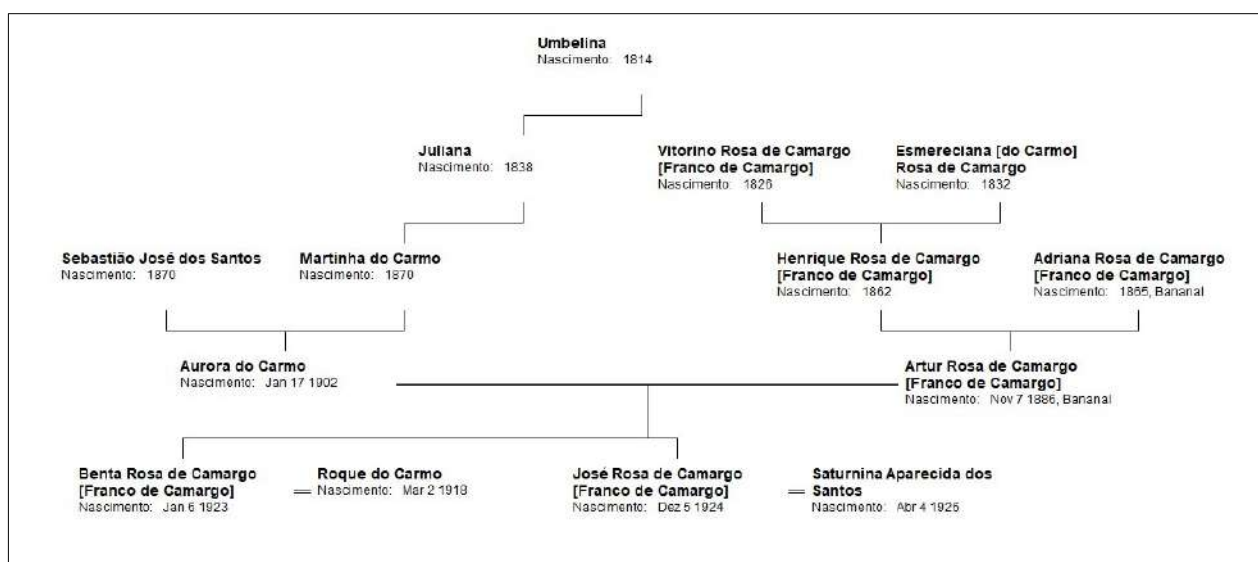 Umbelina
Nascimento: 1814
Juliana
Nascimento: 1838
Vitorino Rosa de Camargo
[Franco de Camargo]
Nascimento: 1826
Esmereciana [do Carmo]
Rosa de Camargo
Nascimento: 1832
Sebastião José dos Santos
Nascimento: 1870
Martinha do Carmo
Nascimento: 1870
Henrique Rosa de Camargo
[Franco de Camargo]
Nascimento: 1862
Adriana Rosa de Camargo
[Franco de Camargo]
Nascimento: 1865, Bananal
Aurora do Carmo
Nascimento: Jan 17 1902
Artur Rosa de Camargo
[Franco de Camargo]
Nascimento: Nov 7 1886, Bananal
Benta Rosa de Camargo
[Franco de Camargo]
Nascimento: Jan 6 1923
Roque do Carmo
Nascimento: Mar 2 1918
José Rosa de Camargo
[Franco de Camargo]
Nascimento: Dez 5 1924
Saturnina Aparecida dos
Santos
Nascimento: Abr 4 1925